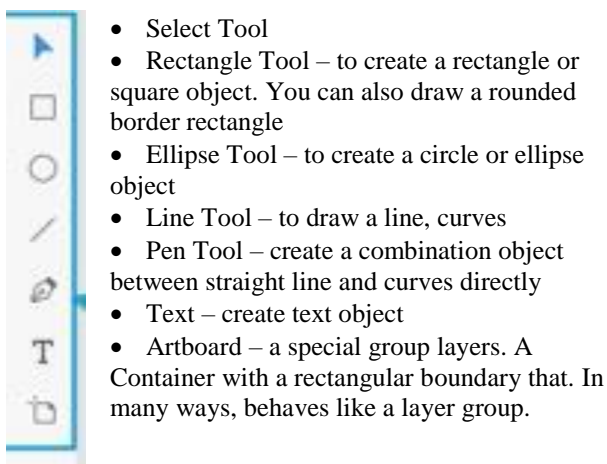 • Select Tool
• Rectangle Tool – to create a rectangle or
square object. You can also draw a rounded
border rectangle
• Ellipse Tool – to create a circle or ellipse
object
• Line Tool – to draw a line, curves
• Pen Tool – create a combination object
between straight line and curves directly
• Text – create text object
• Artboard – a special group layers. A
Container with a rectangular boundary that. In
many ways, behaves like a layer group.
T